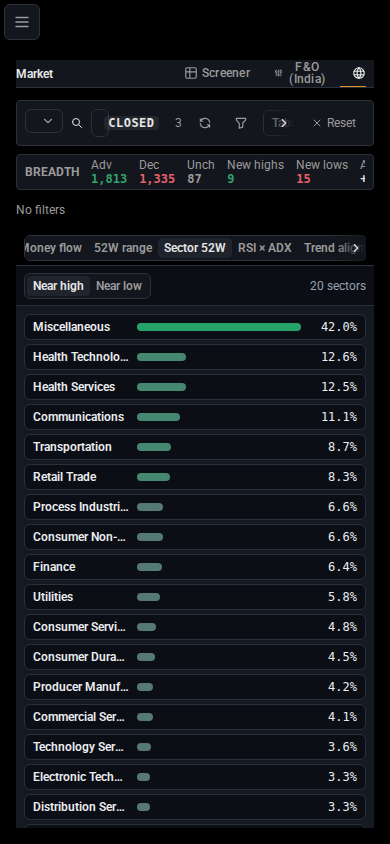 Market
Screener
F&O
(India)
CLOSED
3
Reset
BREADTH
Adv
1,813
Dec
1,335
Unch
87
New highs
9
New lows
15
No filters
Money flow
52W range
Sector 52W
RSI × ADX
Trend
Near high
Near low
20 sectors
Miscellaneous 42.0%
Health Technolo... 12.6%
Health Services 12.5%
Communications 11.1%
Transportation 8.7%
Retail Trade 8.3%
Process Industri... 6.6%
Consumer Non-... 6.6%
Finance 6.4%
Utilities 5.8%
Consumer Servi... 4.8%
Consumer Dura... 4.5%
Producer Manuf... 4.2%
Commercial Ser... 4.1%
Technology Ser... 3.6%
Electronic Tech... 3.3%
Distribution Ser... 3.3%